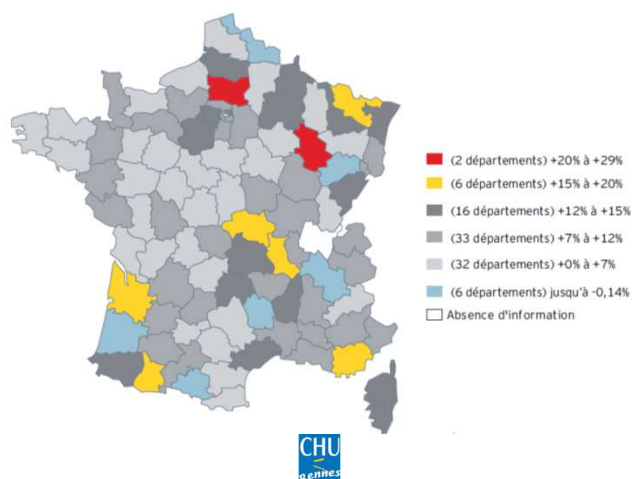 (2 départements) +20% à +29%
(6 départements) +15% à +20%
(16 départements) +12% à +15%
(33 départements) +7% à +12%
(32 départements) +0% à +7%
(6 départements) jusqu'à -0,14%
Absence d'information
CHU
Rennes